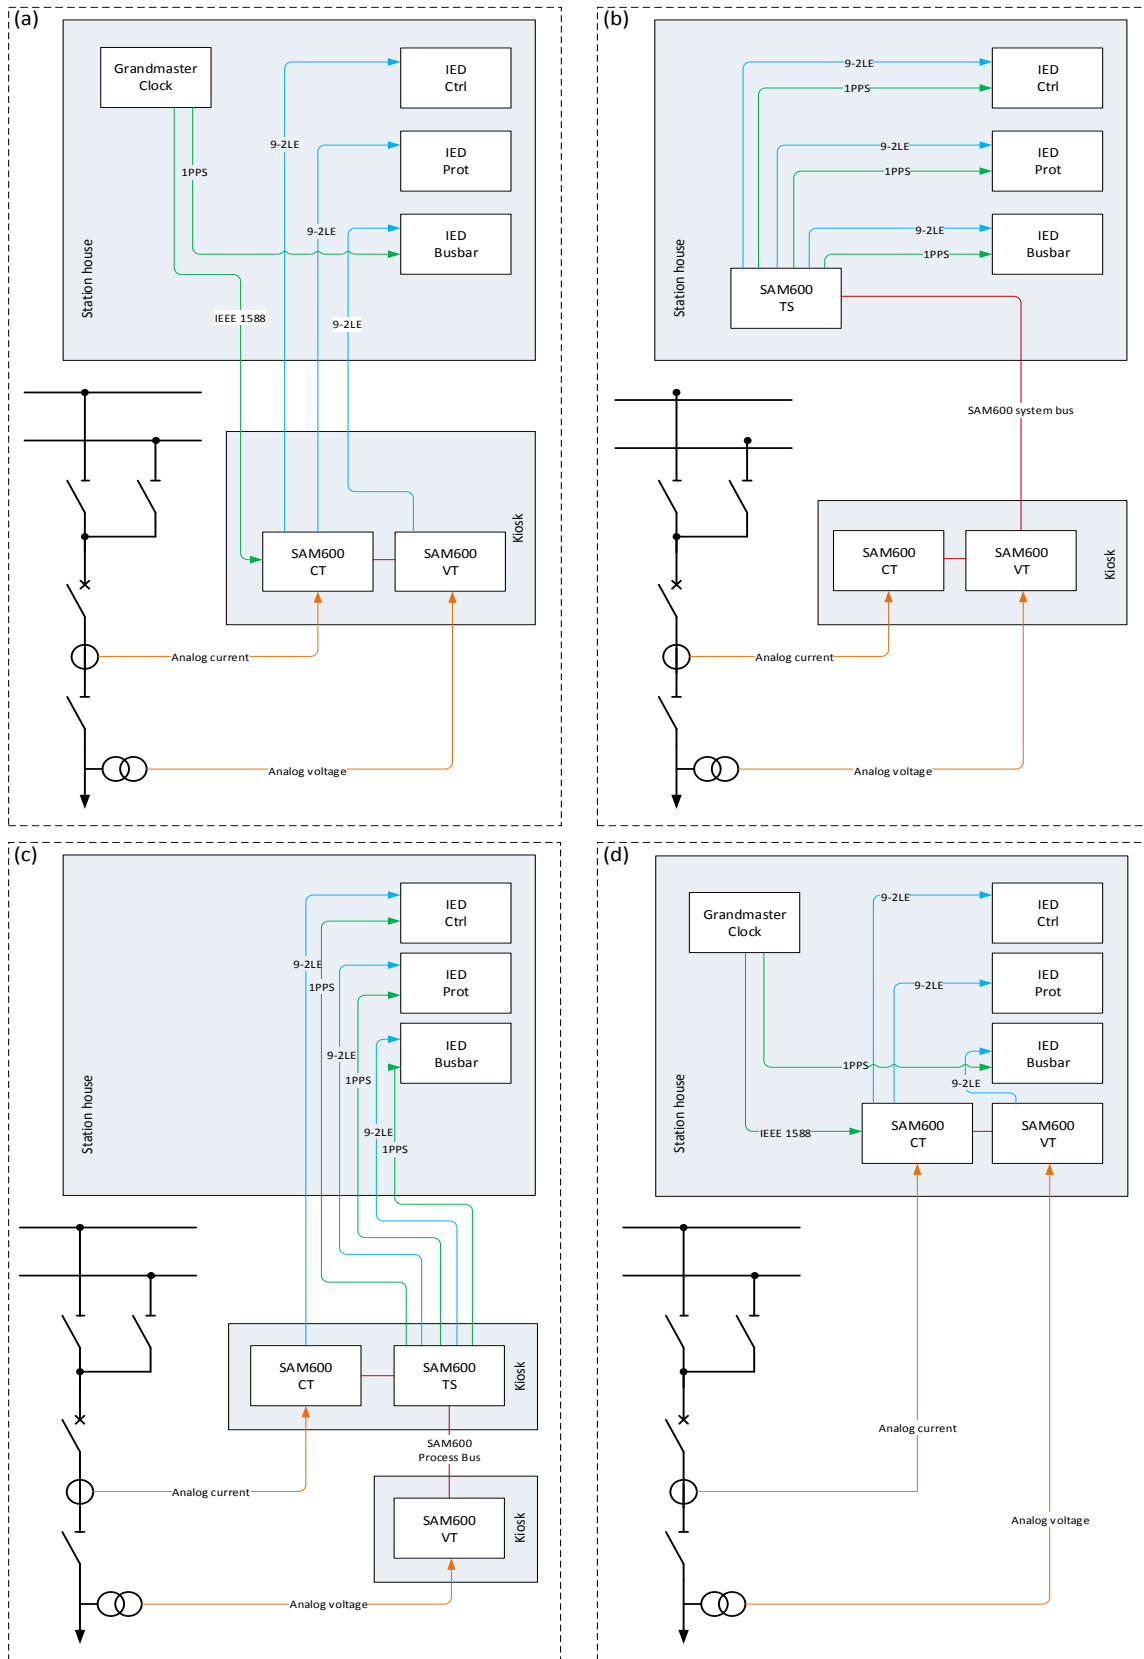 (a)
Grandmaster
Clock
IED
Ctrl
9-2LE
IED
Prot
1PPS
9-2LE
IED
Busbar
Station house
IEEE 1588
9-2LE
SAM600
CT
SAM600
VT
Kiosk
Analog current
Analog voltage
(b)
9-2LE
IED
Ctrl
1PPS
9-2LE
IED
Prot
1PPS
9-2LE
IED
Busbar
1PPS
Station house
SAM600
TS
SAM600 system bus
SAM600
CT
SAM600
VT
Kiosk
Analog current
Analog voltage
(c)
IED
Ctrl
9-2LE
1PPS
IED
Prot
9-2LE
1PPS
IED
Busbar
9-2LE
1PPS
Station house
SAM600
CT
SAM600
TS
Kiosk
SAM600
Process Bus
Analog current
SAM600
VT
Kiosk
Analog voltage
(d)
Grandmaster
Clock
9-2LE
IED
Ctrl
9-2LE
IED
Prot
IED
Busbar
1PPS
9-2LE
Station house
IEEE 1588
SAM600
CT
SAM600
VT
Analog current
Analog voltage